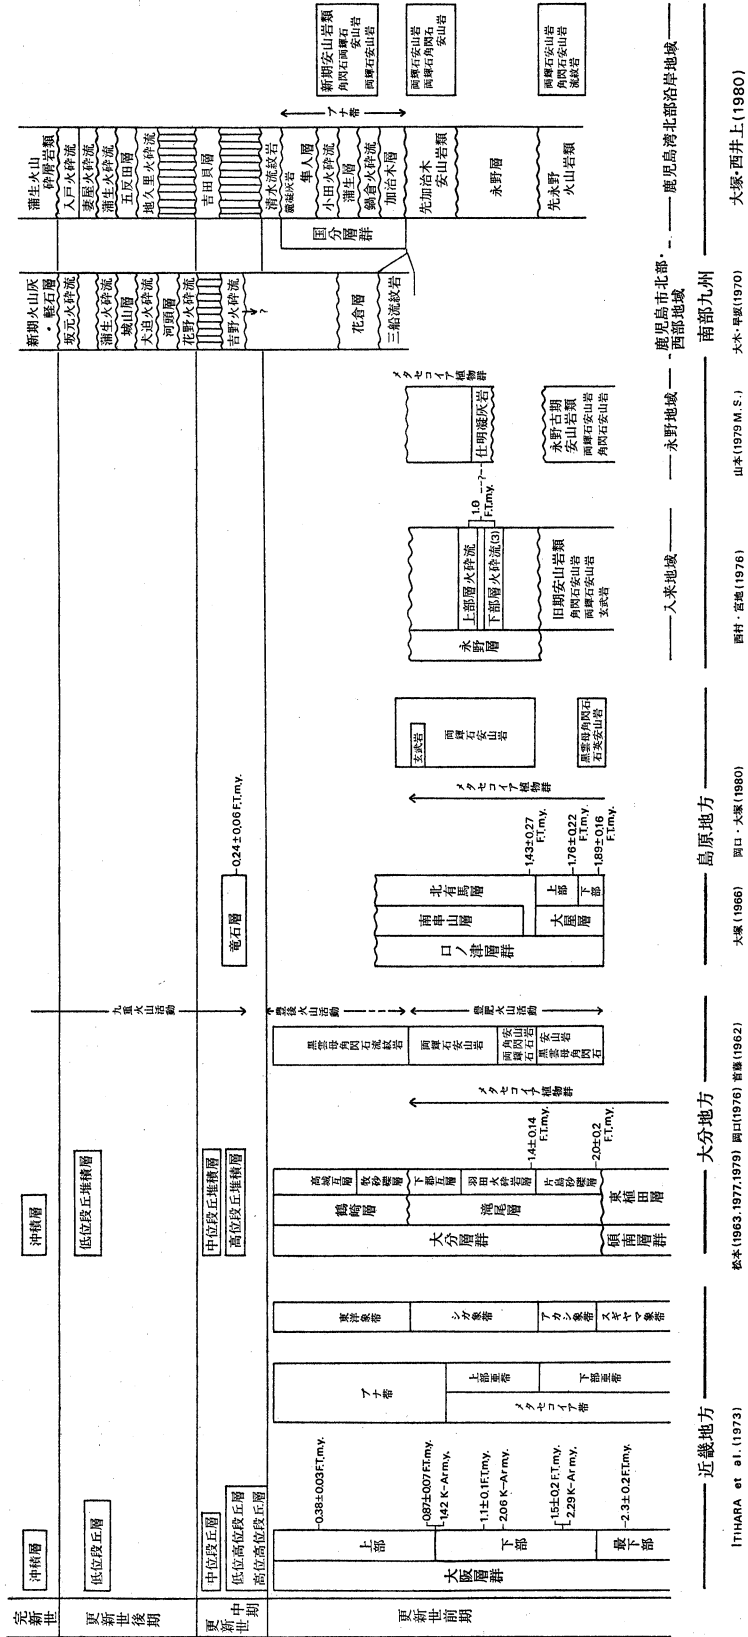 完新世
更新世後期
更新世中期
更新世前期
沖積層
低位段丘層
中位段丘層
低位高位段丘層
高位高位段丘層
大阪層群
上部
下部
最下部
0.38±0.03F.T.m.y.
0.87±0.07F.T.m.y.
1.42 K-Ar m.y.
1.1±0.1F.T.m.y.
2.06 K-Ar m.y.
1.5±0.2 F.T.m.y.
2.29 K-Ar m.y.
2.3±0.2F.T.m.y.
ブナ帯
メタセコイア帯
上部亜帯
下部亜帯
東洋象帯
シガ象帯
アカシ象帯
スギヤマ象帯
近畿地方
ITIHARA et al.(1973)
沖積層
低位段丘堆積層
中位段丘堆積層
高位段丘堆積層
大分層群
碩南層群
鶴崎層
滝尾層
東植田層
高城互層
牧砂礫層
下郡互層
羽田火砕岩層
片島砂礫層
1.4±0.14
F.T.m.y.
2.0±0.2
F.T.m.y.
メタセコイア植物群
黒雲母角閃石流紋岩
両輝石安山岩
両輝石角閃石安山岩
黒雲母角閃石安山岩
九重火山活動
豊後火山活動
豊肥火山活動
大分地方
松本(1963,1977,1979) 岡口(1976) 首藤(1962)
竜石層
0.24±0.06 F.T.m.y.
口ノ津層群
南串山層
大屋層
北有馬層
上部
下部
1.43±0.27
F.T.m.y.
1.76±0.22
F.T.m.y.
1.89±0.16
F.T.m.y.
メタセコイア植物群
玄武岩
両輝石安山岩
黒雲母角閃石
石英安山岩
島原地方
大塚(1966)
岡口・大塚(1980)
永野層
上部層火砕流
下部層火砕流(3)
旧期安山岩類
角閃石安山岩
両輝石安山岩
玄武岩
1.0
F.T.m.y.
?
入来地域
西村・宮地(1976)
仕明凝灰岩
永野古期
安山岩類
両輝石安山岩
角閃石安山岩
メタセコイア植物群
永野地域
山本(1979 M.S.)
新期火山灰
・軽石層
坂元火砕流
蒲生火砕流
城山層
犬迫火砕流
河頭層
花野火砕流
吉野火砕流
?
花倉層
三船流紋岩
鹿児島市北部・
西部地域
南部九州
大木・早坂(1970)
国分層群
蒲生火山
砕屑岩類
入戸火砕流
妻屋火砕流
蒲生火砕流
五反田層
地久里火砕流
吉田貝層
清水流紋岩
隼人層
小田火砕流
蒲生層
鍋倉火砕流
加治木層
先加治木
安山岩類
永野層
先永野
火山岩類
ブナ帯
新期安山岩類
角閃石両輝石
安山岩
両輝石安山岩
両輝石安山岩
両輝石角閃石
安山岩
両輝石安山岩
角閃石安山岩
流紋岩
鹿児島湾北部沿岸地域
大塚・西井上(1980)